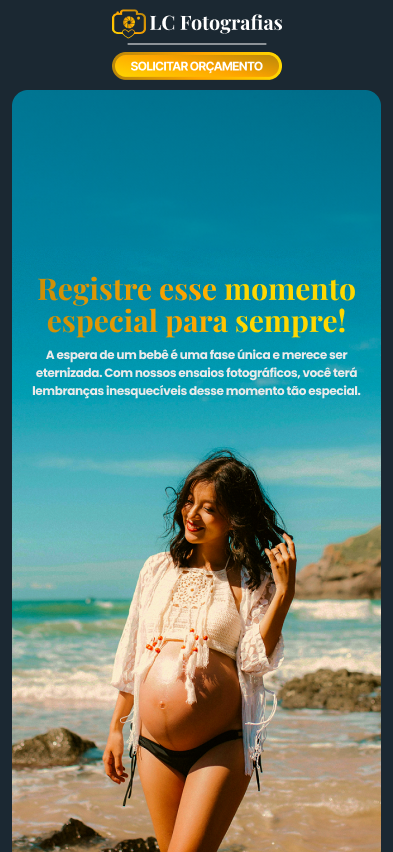 LC Fotografias
SOLICITAR ORÇAMENTO
Registre esse momento
especial para sempre!
A espera de um bebê é uma fase única e merece ser
eternizada. Com nossos ensaios fotográficos, você terá
lembranças inesquecíveis desse momento tão especial.